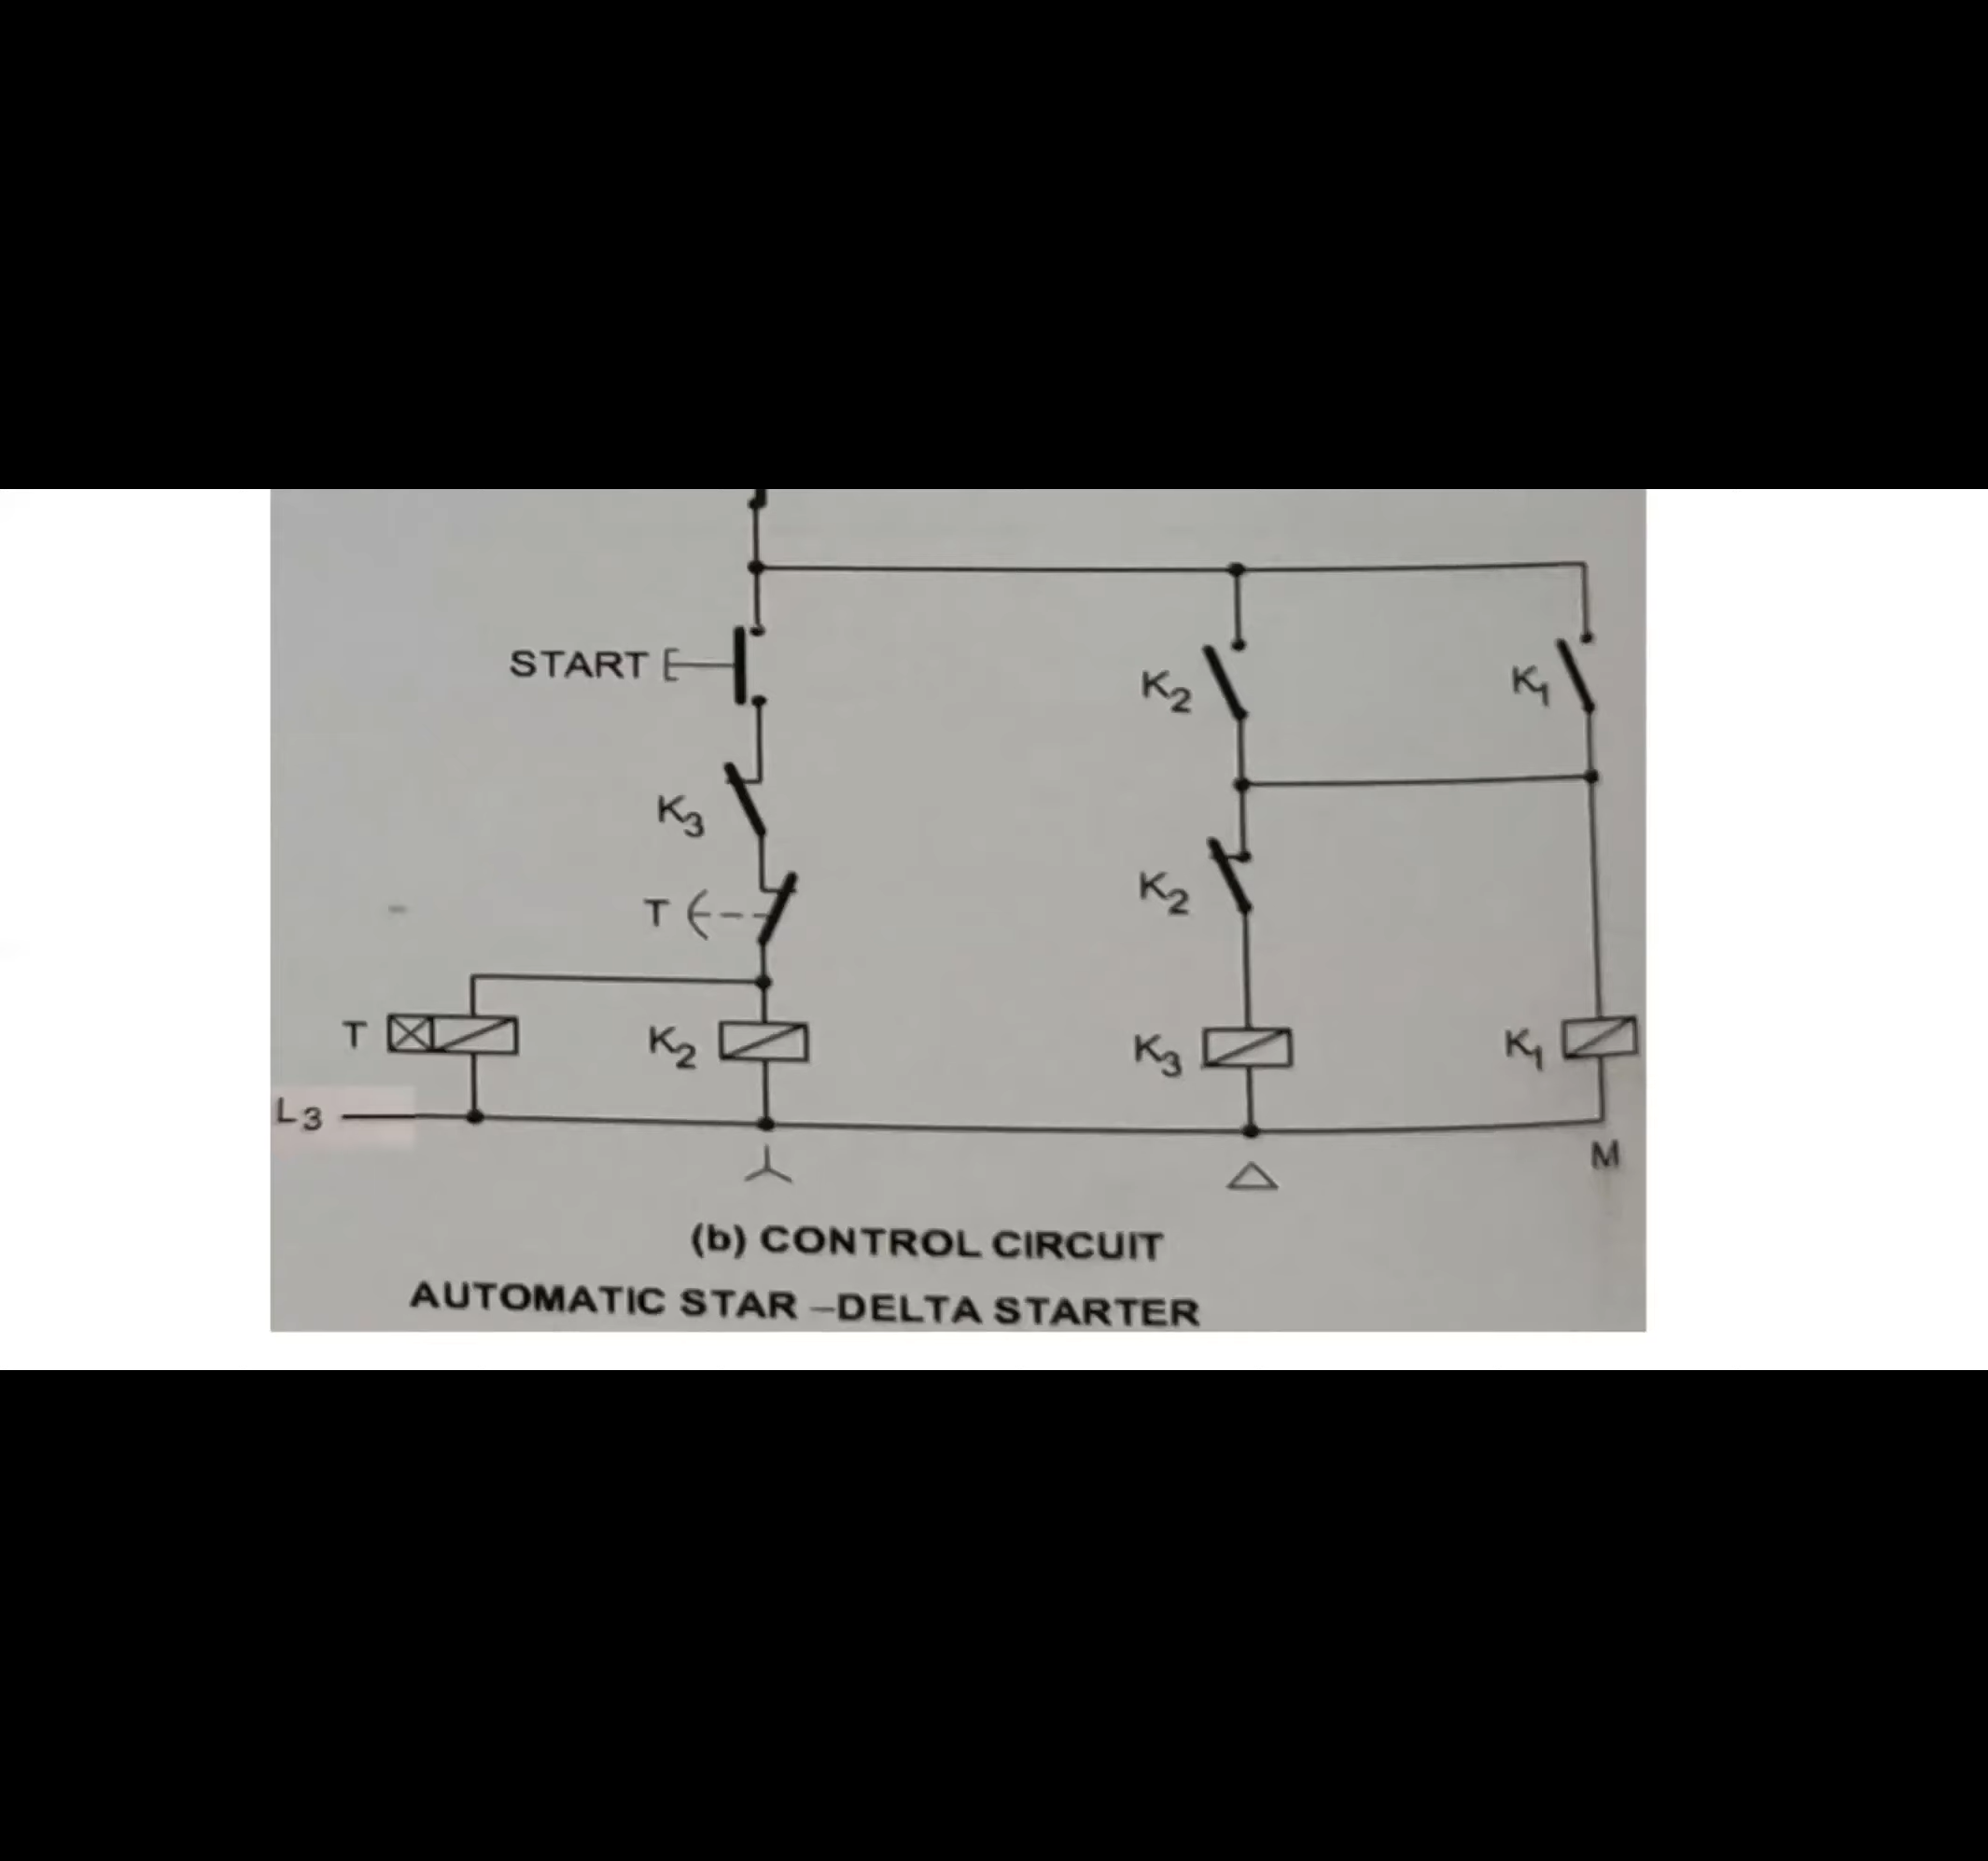 START
K2
K1
K3
K2
T
T
K2
K3
K1
L3
M
(b) CONTROL CIRCUIT
AUTOMATIC STAR –DELTA STARTER